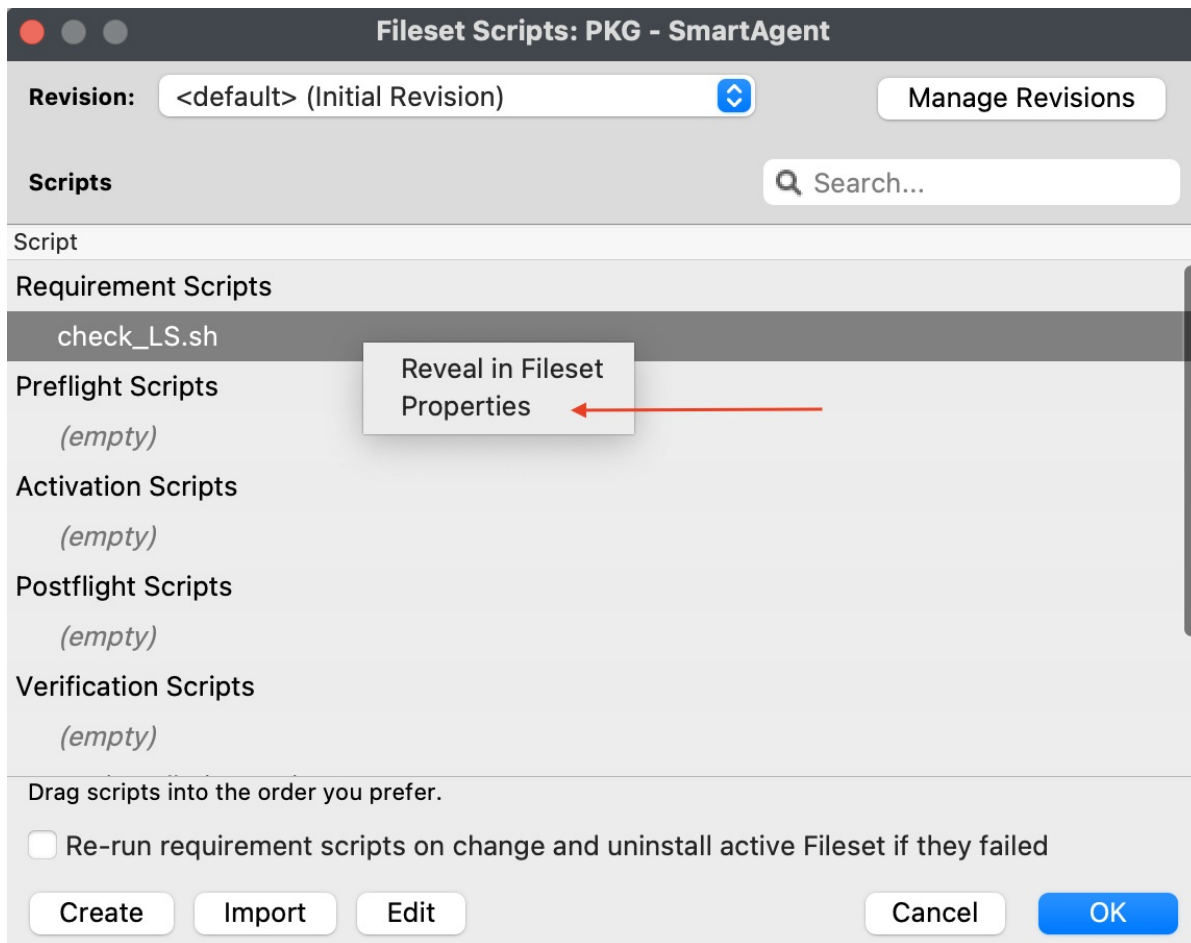 Fileset Scripts: PKG - SmartAgent
Revision: <default> (Initial Revision) Manage Revisions
Scripts Search...
Script
Requirement Scripts
check_LS.sh
Reveal in Fileset
Preflight Scripts
Properties
(empty)
Activation Scripts
(empty)
Postflight Scripts
(empty)
Verification Scripts
(empty)
Drag scripts into the order you prefer.
Re-run requirement scripts on change and uninstall active Fileset if they failed
Create Import Edit Cancel OK